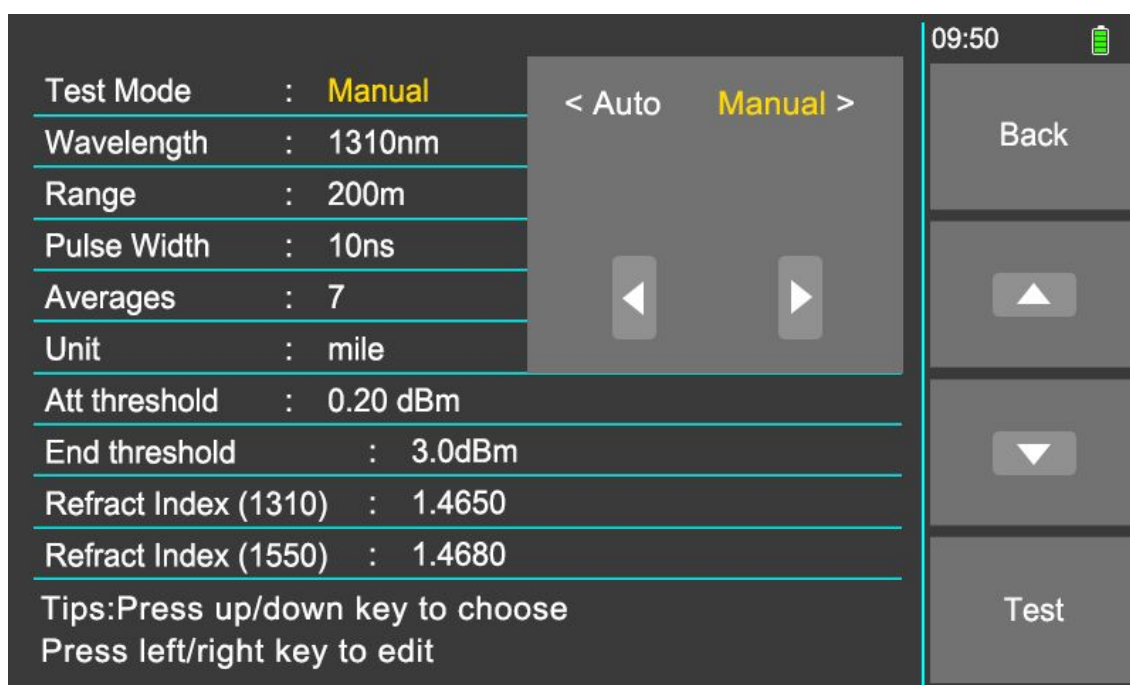 09:50
Test Mode : Manual
< Auto Manual >
Wavelength : 1310nm
Range : 200m
Pulse Width : 10ns
Averages : 7
Unit : mile
Att threshold : 0.20 dBm
End threshold : 3.0dBm
Refract Index (1310) : 1.4650
Refract Index (1550) : 1.4680
Tips:Press up/down key to choose
Press left/right key to edit
Back
Test